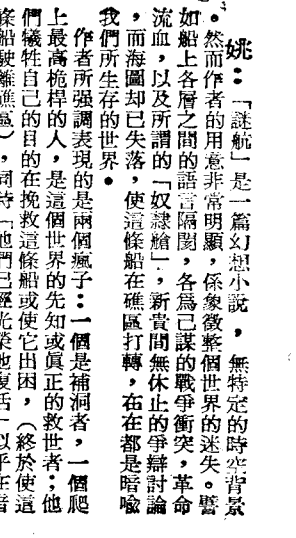 姚：「謎航」是一篇幻想小說，無特定的時空背景
。然而作者的用意非常明顯，係象徵整個世界的迷失。譬
如船上各層之間的語言隔閡，各為己謀的戰爭衝突，革命
流血，以及所謂的「奴隸艙」，新貴間無休止的爭辯討論
，而海圖却已失落，使這條船在礁區打轉，在在都是暗喻
我們所生存的世界。
作者所强調表現的是兩個瘋子：一個是補洞者，一個爬
上最高桅桿的人，是這個世界的先知或眞正的救世者；他
們犧牲自己的目的在挽救這條船或使它出困，（終於使這
條船駛離礁區），同時「他們已經光榮地復活」似乎在